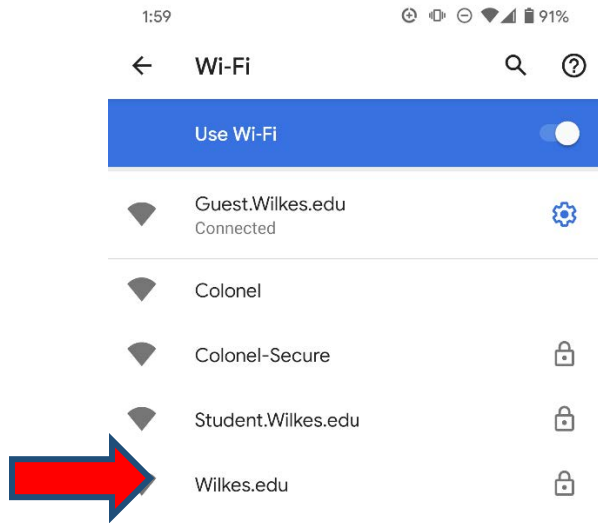 1:59 91%
Wi-Fi
Use Wi-Fi
Guest.Wilkes.edu
Connected
Colonel
Colonel-Secure
Student.Wilkes.edu
Wilkes.edu